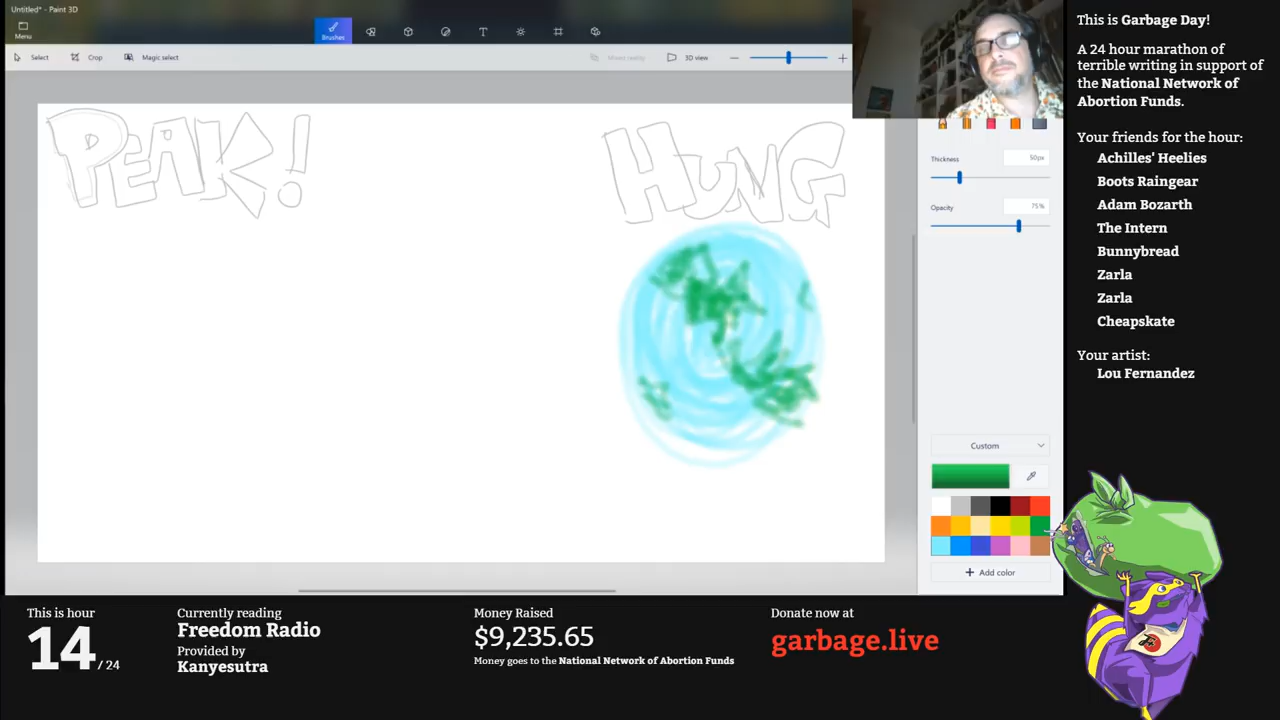 Untitled* - Paint 3D
Menu
Brushes
Select
Crop
Magic select
Mixed reality
3D view
PEAK!
HUNG
Thickness
50px
Opacity
75%
Custom
Add color
This is Garbage Day!
A 24 hour marathon of
terrible writing in support of
the National Network of
Abortion Funds.
Your friends for the hour:
Achilles' Heelies
Boots Raingear
Adam Bozarth
The Intern
Bunnybread
Zarla
Zarla
Cheapskate
Your artist:
Lou Fernandez
This is hour
14 / 24
Currently reading
Freedom Radio
Provided by
Kanyesutra
Money Raised
$9,235.65
Money goes to the National Network of Abortion Funds
Donate now at
garbage.live